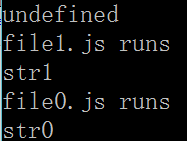 undefined
file1.js runs
str1
file0.js runs
str0